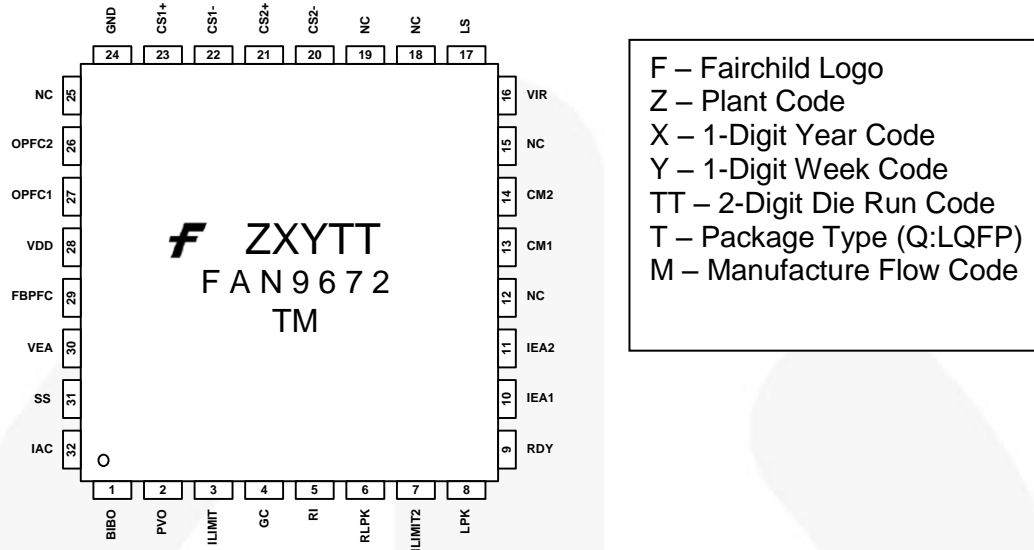 GND CS1+ CS1- CS2+ CS2- NC NC LS
24 23 22 21 20 19 18 17
NC 25
OPFC2 26
OPFC1 27
VDD 28
FBPFC 29
VEA 30
SS 31
IAC 32
16 VIR
15 NC
14 CM2
13 CM1
12 NC
11 IEA2
10 IEA1
9 RDY
ZXYTT
F A N 9 6 7 2
TM
1 2 3 4 5 6 7 8
BIBO PVO ILIMIT GC RI RLPK ILIMIT2 LPK
F – Fairchild Logo
Z – Plant Code
X – 1-Digit Year Code
Y – 1-Digit Week Code
TT – 2-Digit Die Run Code
T – Package Type (Q:LQFP)
M – Manufacture Flow Code